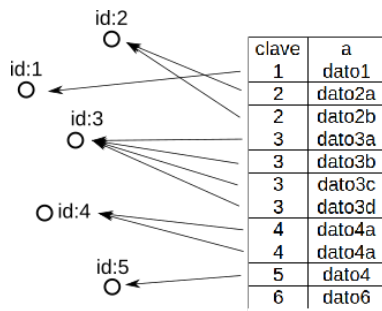 id:2
id:1
id:3
id:4
id:5
clave a
1 dato1
2 dato2a
2 dato2b
3 dato3a
3 dato3b
3 dato3c
3 dato3d
4 dato4a
4 dato4a
5 dato4
6 dato6